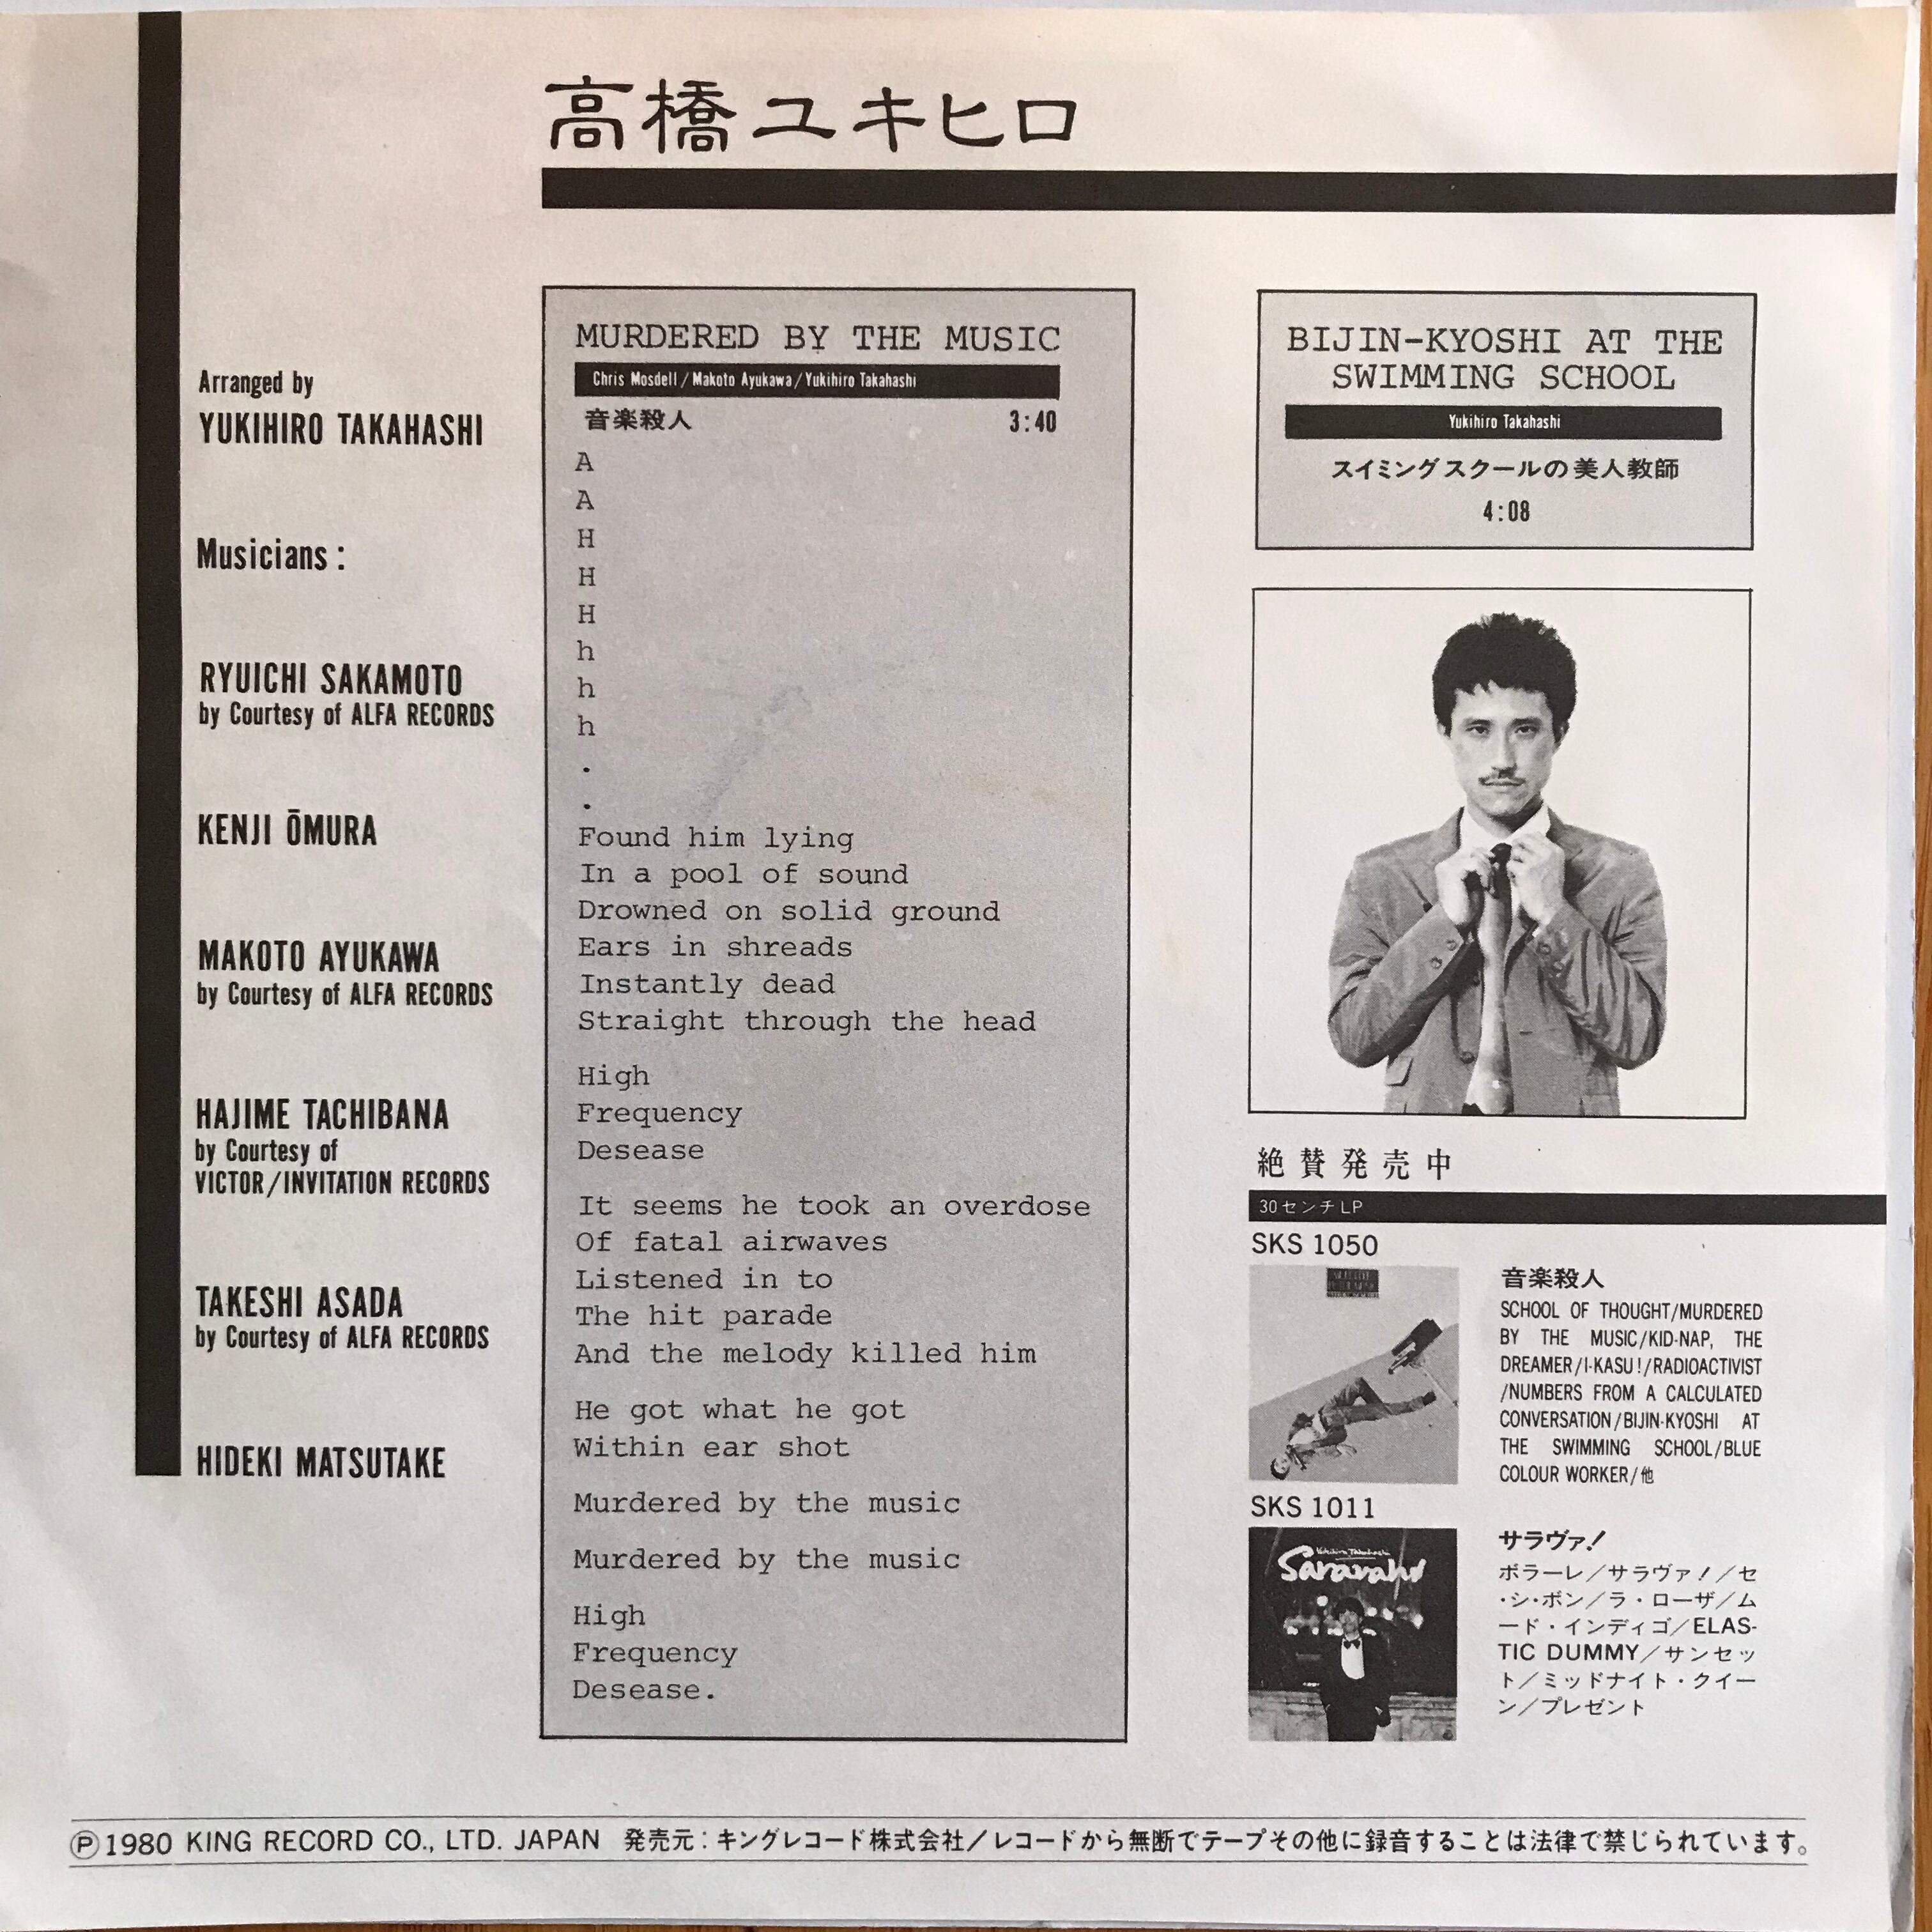 高橋ユキヒロ
Arranged by
YUKIHIRO TAKAHASHI
Musicians :
RYUICHI SAKAMOTO
by Courtesy of ALFA RECORDS
KENJI ŌMURA
MAKOTO AYUKAWA
by Courtesy of ALFA RECORDS
HAJIME TACHIBANA
by Courtesy of
VICTOR/INVITATION RECORDS
TAKESHI ASADA
by Courtesy of ALFA RECORDS
HIDEKI MATSUTAKE
MURDERED BY THE MUSIC
Chris Mosdell/Makoto Ayukawa/Yukihiro Takahashi
音楽殺人 3:40
A
A
H
H
H
h
h
h
.
.
Found him lying
In a pool of sound
Drowned on solid ground
Ears in shreads
Instantly dead
Straight through the head
High
Frequency
Desease
It seems he took an overdose
Of fatal airwaves
Listened in to
The hit parade
And the melody killed him
He got what he got
Within ear shot
Murdered by the music
Murdered by the music
High
Frequency
Desease.
BIJIN-KYOSHI AT THE
SWIMMING SCHOOL
Yukihiro Takahashi
スイミングスクールの美人教師
4:08
絶賛発売中
30センチLP
SKS 1050
音楽殺人
SCHOOL OF THOUGHT/MURDERED
BY THE MUSIC/KID-NAP, THE
DREAMER/I-KASU!/RADIOACTIVIST
/NUMBERS FROM A CALCULATED
CONVERSATION/BIJIN-KYOSHI AT
THE SWIMMING SCHOOL/BLUE
COLOUR WORKER/他
SKS 1011
Yukihiro Takahashi
Saravah!
サラヴァ!
ボラーレ／サラヴァ!／セ
・シ・ボン／ラ・ローザ／ム
ード・インディゴ／ELAS-
TIC DUMMY／サンセッ
ト／ミッドナイト・クイー
ン／プレゼント
Ⓟ1980 KING RECORD CO., LTD. JAPAN 発売元：キングレコード株式会社／レコードから無断でテープその他に録音することは法律で禁じられています。